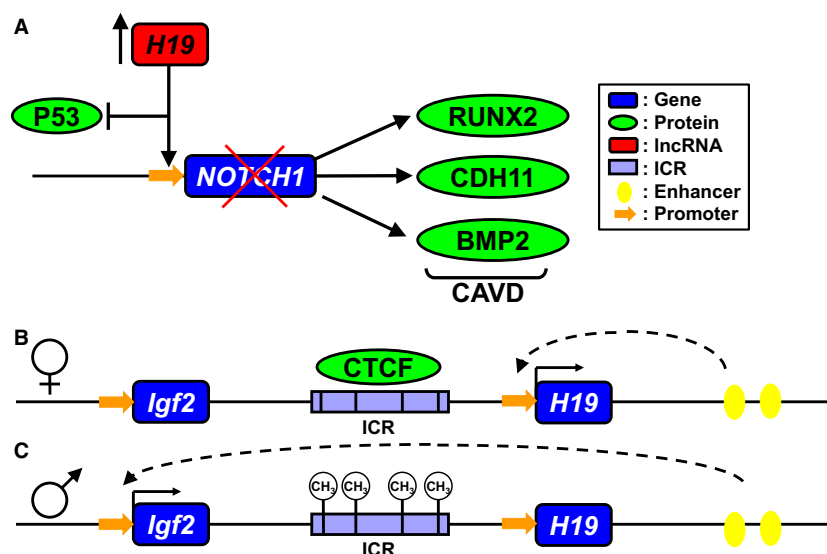 A
H19
P53
NOTCH1
RUNX2
CDH11
BMP2
CAVD
: Gene
: Protein
: lncRNA
: ICR
: Enhancer
: Promoter
B
Igf2
CTCF
ICR
H19
C
Igf2
CH3 CH3 CH3 CH3
ICR
H19